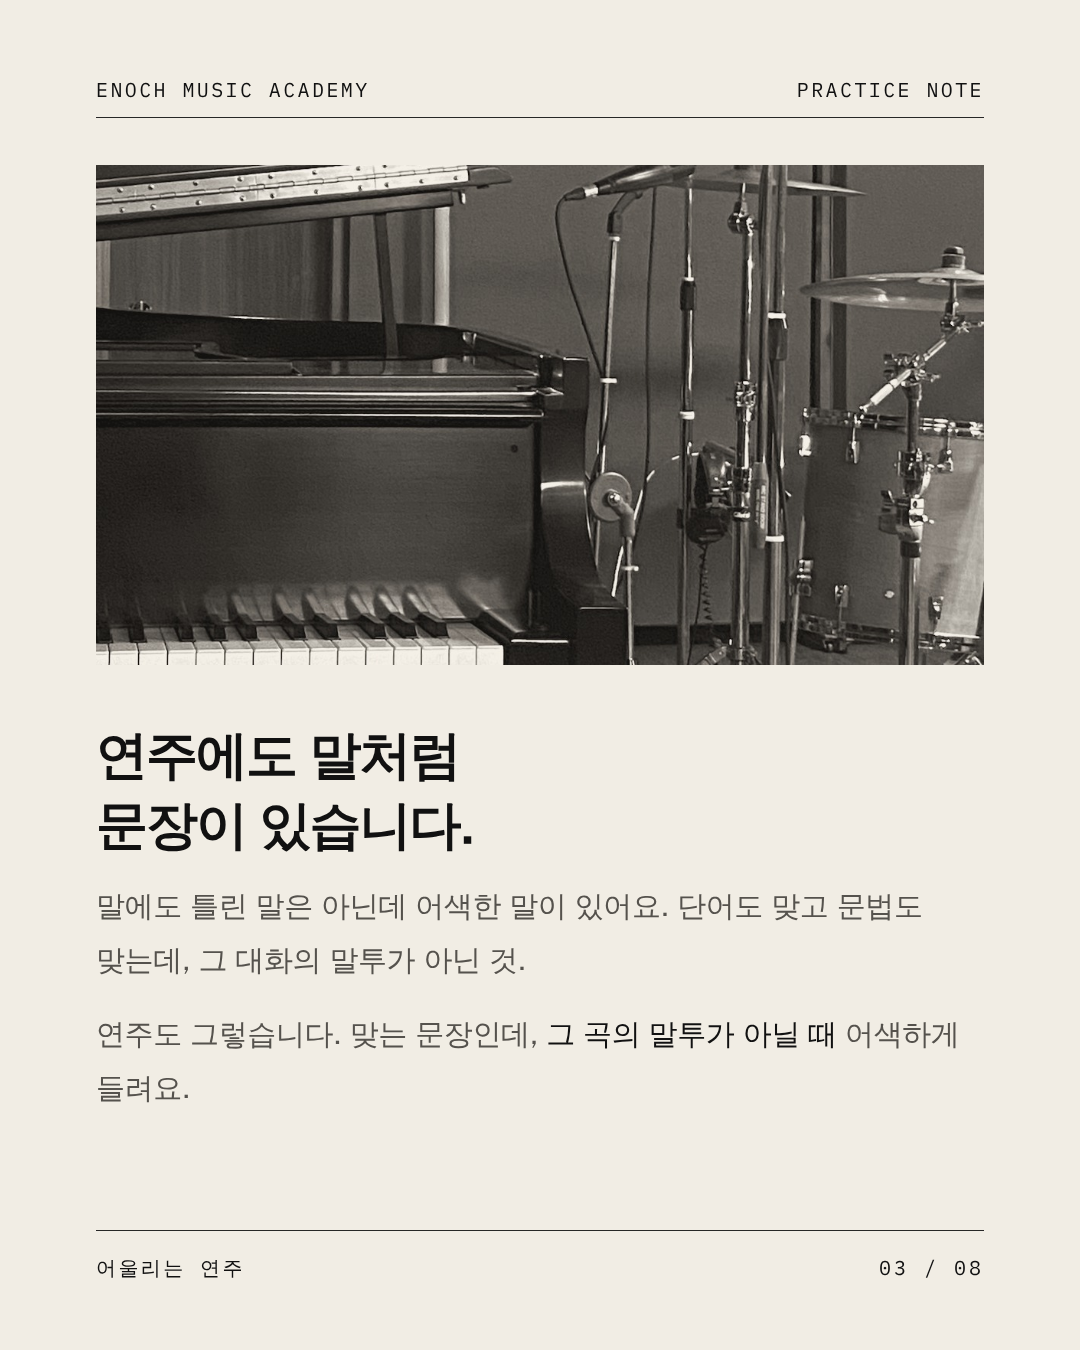 ENOCH MUSIC ACADEMY
PRACTICE NOTE
연주에도 말처럼
문장이 있습니다.
말에도 틀린 말은 아닌데 어색한 말이 있어요. 단어도 맞고 문법도
맞는데, 그 대화의 말투가 아닌 것.
연주도 그렇습니다. 맞는 문장인데, 그 곡의 말투가 아닐 때 어색하게
들려요.
어울리는 연주
03 / 08